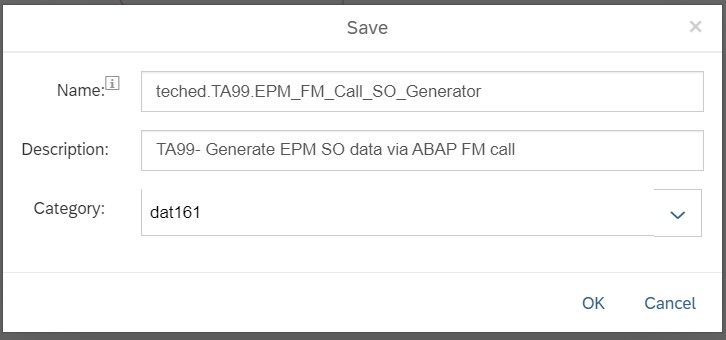 Save
Name: teched.TA99.EPM_FM_Call_SO_Generator
Description: TA99- Generate EPM SO data via ABAP FM call
Category: dat161
OK Cancel